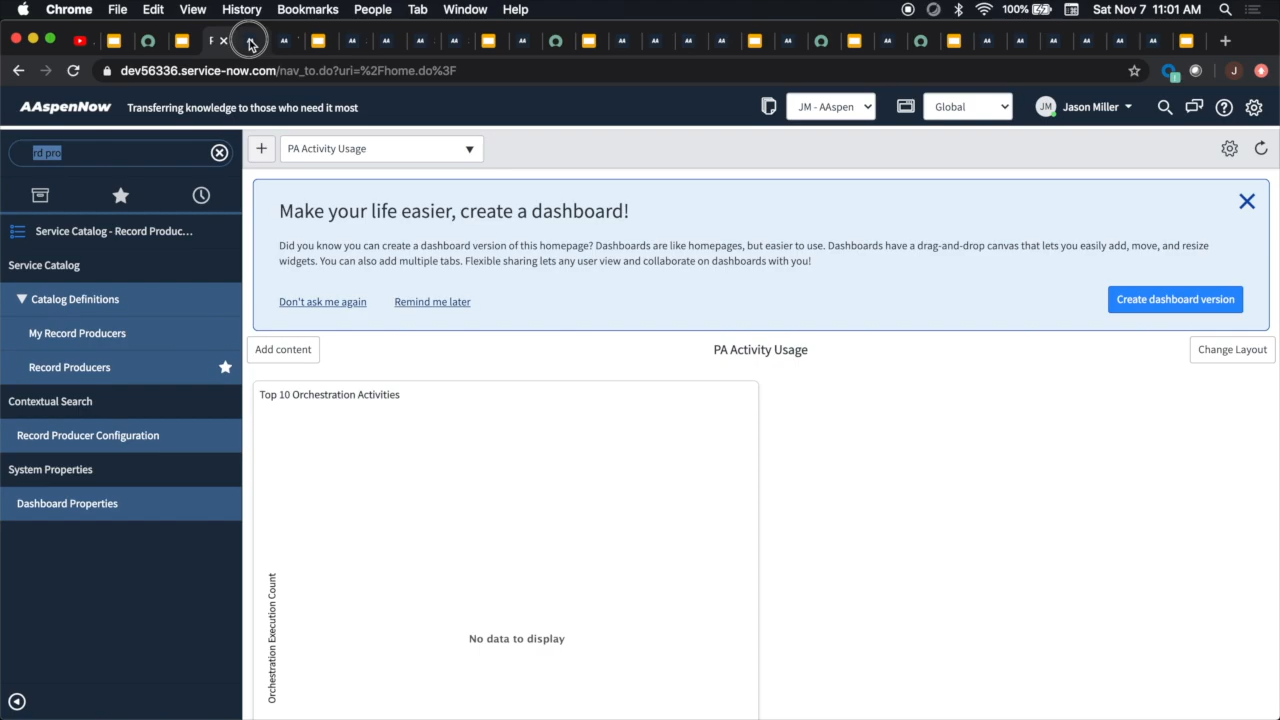 Chrome File Edit View History Bookmarks People Tab Window Help 100% Sat Nov 7 11:01 AM
dev56336.service-now.com/nav_to.do?uri=%2Fhome.do%3F J
AAspenNow Transferring knowledge to those who need it most JM - AAspen Global JM Jason Miller
rd pro PA Activity Usage
Make your life easier, create a dashboard!
Service Catalog - Record Produc...
Did you know you can create a dashboard version of this homepage? Dashboards are like homepages, but easier to use. Dashboards have a drag-and-drop canvas that lets you easily add, move, and resize
widgets. You can also add multiple tabs. Flexible sharing lets any user view and collaborate on dashboards with you!
Service Catalog
Catalog Definitions
Don't ask me again Remind me later Create dashboard version
My Record Producers
Add content PA Activity Usage Change Layout
Record Producers
Top 10 Orchestration Activities
Contextual Search
Record Producer Configuration
System Properties
Dashboard Properties
Orchestration Execution Count
No data to display